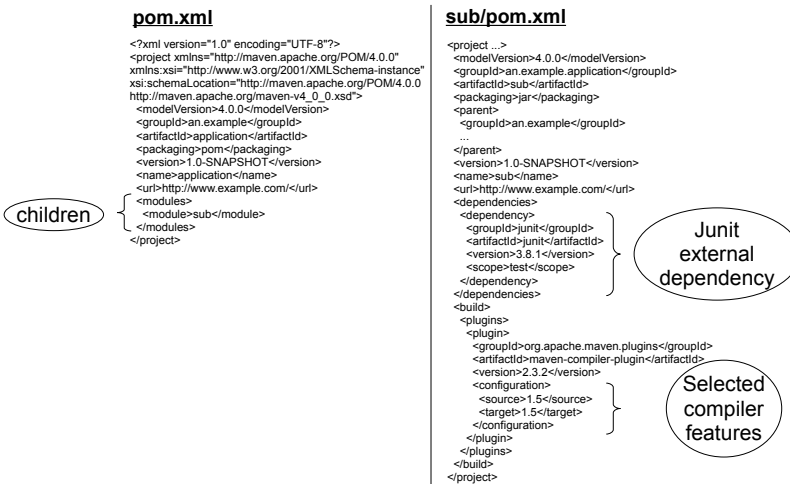 pom.xml
<?xml version="1.0" encoding="UTF-8"?>
<project xmlns="http://maven.apache.org/POM/4.0.0"
xmlns:xsi="http://www.w3.org/2001/XMLSchema-instance"
xsi:schemaLocation="http://maven.apache.org/POM/4.0.0
http://maven.apache.org/maven-v4_0_0.xsd">
<modelVersion>4.0.0</modelVersion>
<groupId>an.example</groupId>
<artifactId>application</artifactId>
<packaging>pom</packaging>
<version>1.0-SNAPSHOT</version>
<name>application</name>
<url>http://www.example.com/</url>
<modules>
<module>sub</module>
</modules>
</project>
children
sub/pom.xml
<project ...>
<modelVersion>4.0.0</modelVersion>
<groupId>an.example.application</groupId>
<artifactId>sub</artifactId>
<packaging>jar</packaging>
<parent>
<groupId>an.example</groupId>
...
</parent>
<version>1.0-SNAPSHOT</version>
<name>sub</name>
<url>http://www.example.com/</url>
<dependencies>
<dependency>
<groupId>junit</groupId>
<artifactId>junit</artifactId>
<version>3.8.1</version>
<scope>test</scope>
</dependency>
</dependencies>
<build>
<plugins>
<plugin>
<groupId>org.apache.maven.plugins</groupId>
<artifactId>maven-compiler-plugin</artifactId>
<version>2.3.2</version>
<configuration>
<source>1.5</source>
<target>1.5</target>
</configuration>
</plugin>
</plugins>
</build>
</project>
Junit
external
dependency
Selected
compiler
features